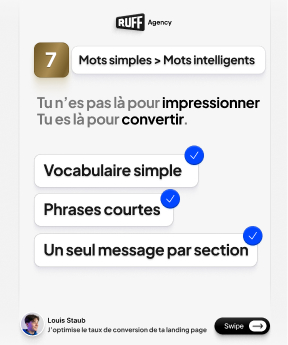 RUFF Agency
7
Mots simples > Mots intelligents
Tu n'es pas là pour impressionner
Tu es là pour convertir.
Vocabulaire simple
Phrases courtes
Un seul message par section
Louis Staub
J'optimise le taux de conversion de ta landing page
Swipe